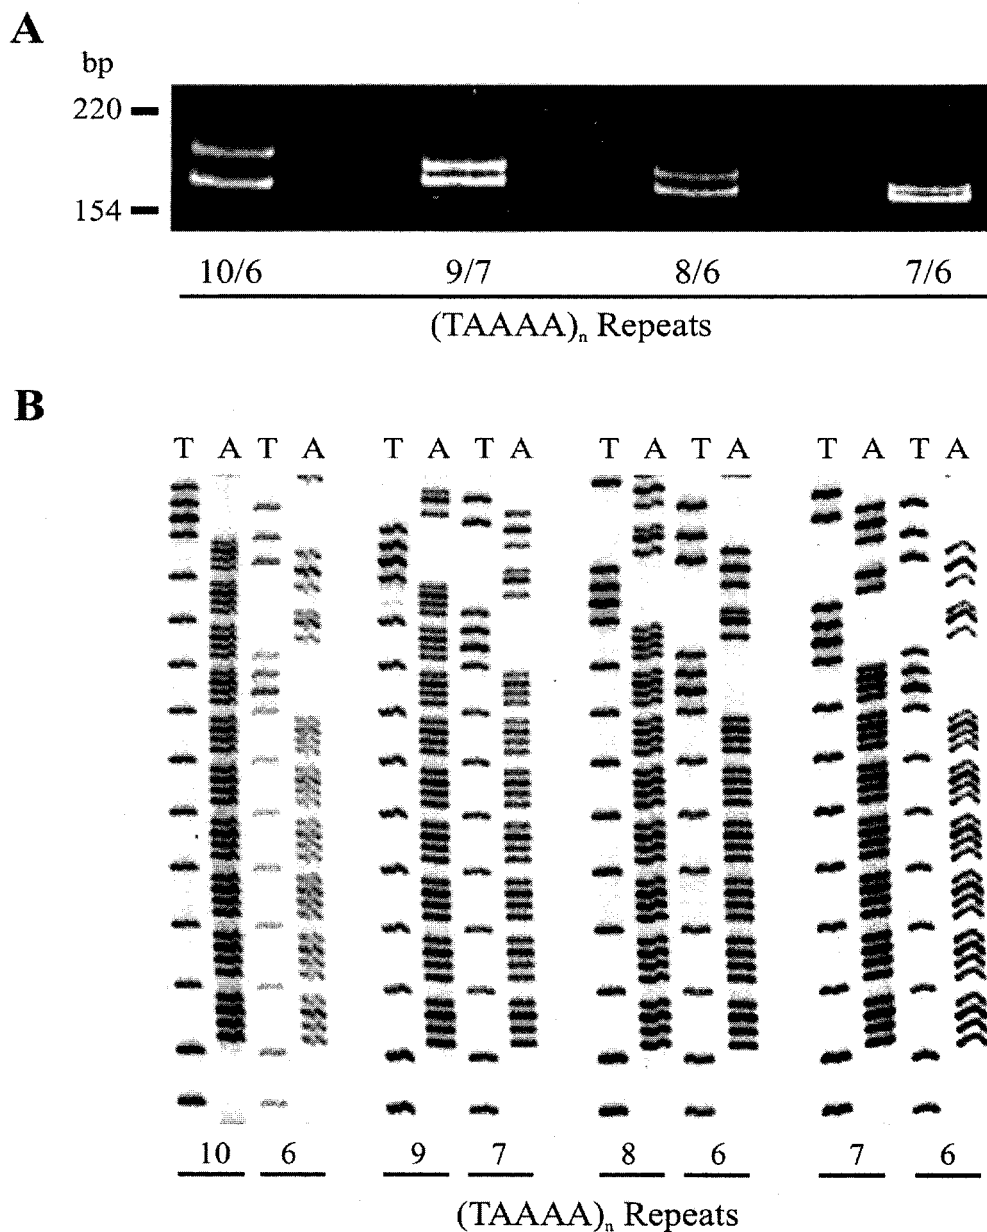 A
bp
220
154
10/6 9/7 8/6 7/6
(TAAAA)n Repeats
B
T A T A T A T A T A T A T A T A
10 6 9 7 8 6 7 6
(TAAAA)n Repeats